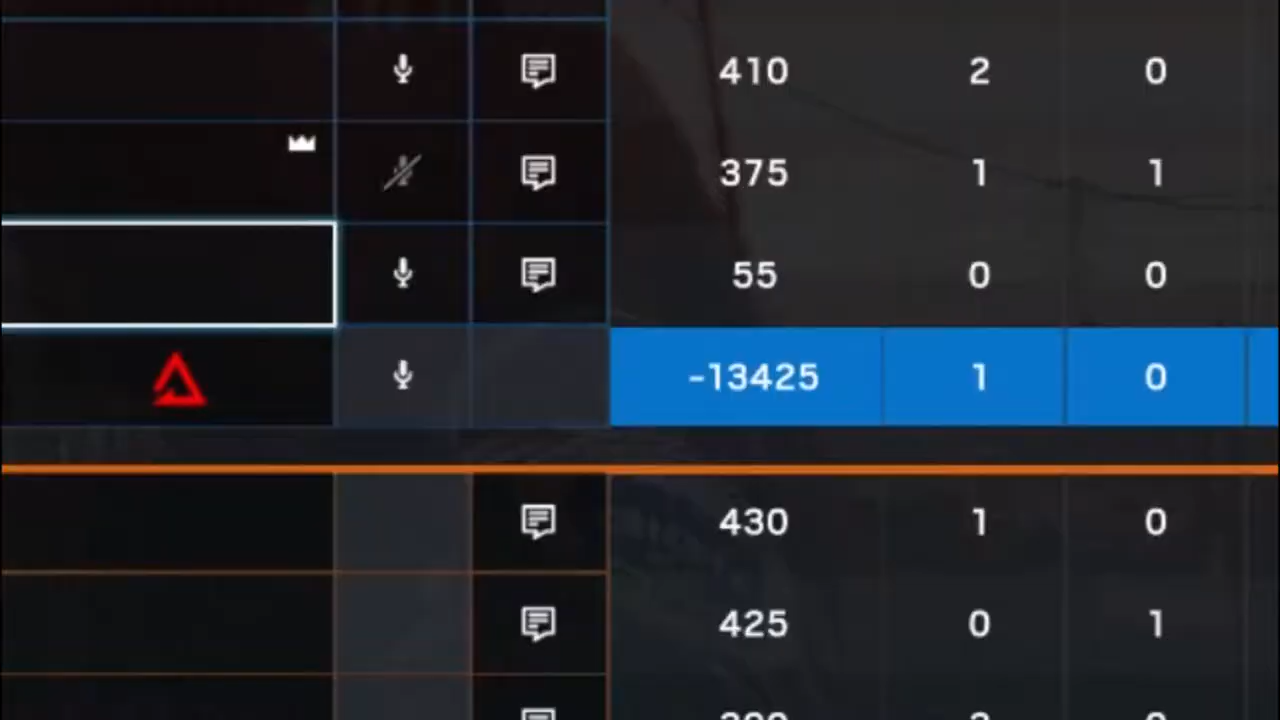 410 2 0
375 1 1
55 0 0
-13425 1 0
430 1 0
425 0 1